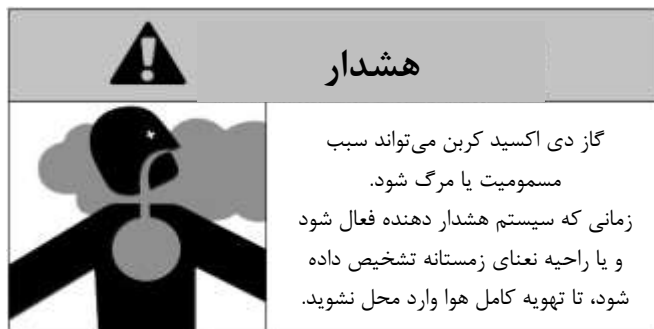 هشدار
گاز دی اکسید کربن می‌تواند سبب
مسمومیت یا مرگ شود.
زمانی که سیستم هشدار دهنده فعال شود
و یا راحیه نعنای زمستانه تشخیص داده
شود، تا تهویه کامل هوا وارد محل نشوید.